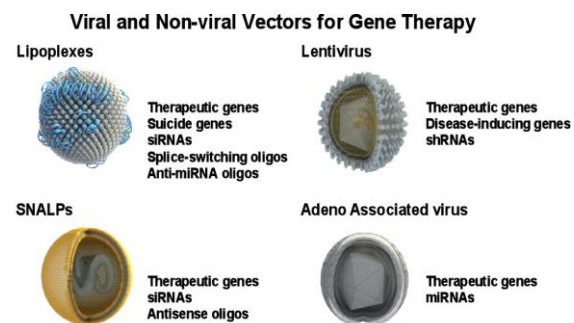 Viral and Non-viral Vectors for Gene Therapy
Lipoplexes
Therapeutic genes
Suicide genes
siRNAs
Splice-switching oligos
Anti-miRNA oligos
Lentivirus
Therapeutic genes
Disease-inducing genes
shRNAs
SNALPs
Therapeutic genes
siRNAs
Antisense oligos
Adeno Associated virus
Therapeutic genes
miRNAs